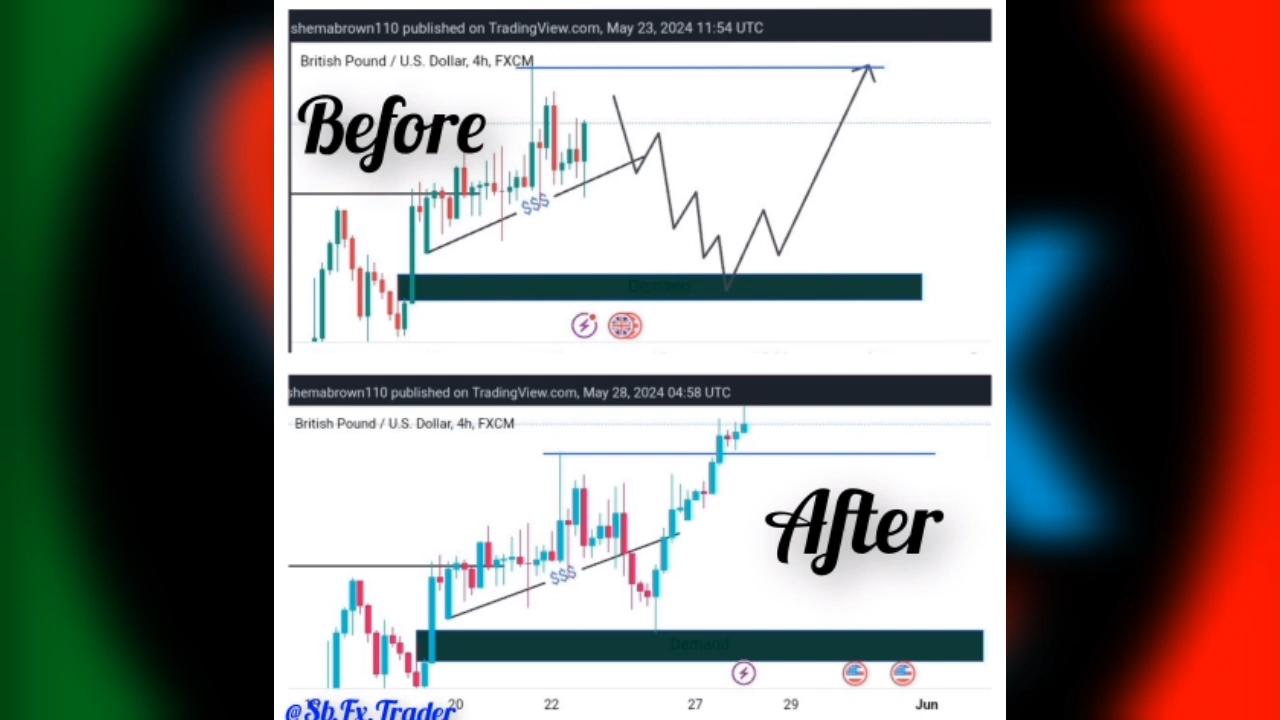 shemabrown110 published on TradingView.com, May 23, 2024 11:54 UTC
British Pound / U.S. Dollar, 4h, FXCM
Before
$$$
Demand
shemabrown110 published on TradingView.com, May 28, 2024 04:58 UTC
British Pound / U.S. Dollar, 4h, FXCM
After
$$$
Demand
20 22 27 29 Jun
@Sb.Fx.Trader